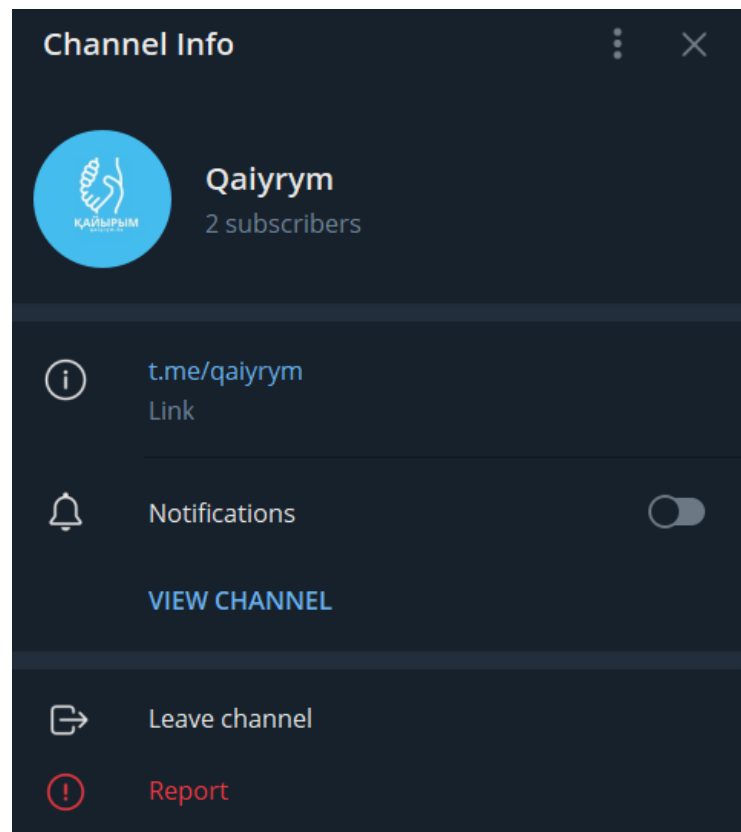 Channel Info
ҚАЙЫРЫМ
Qaiyrym
2 subscribers
t.me/qaiyrym
Link
Notifications
VIEW CHANNEL
Leave channel
Report